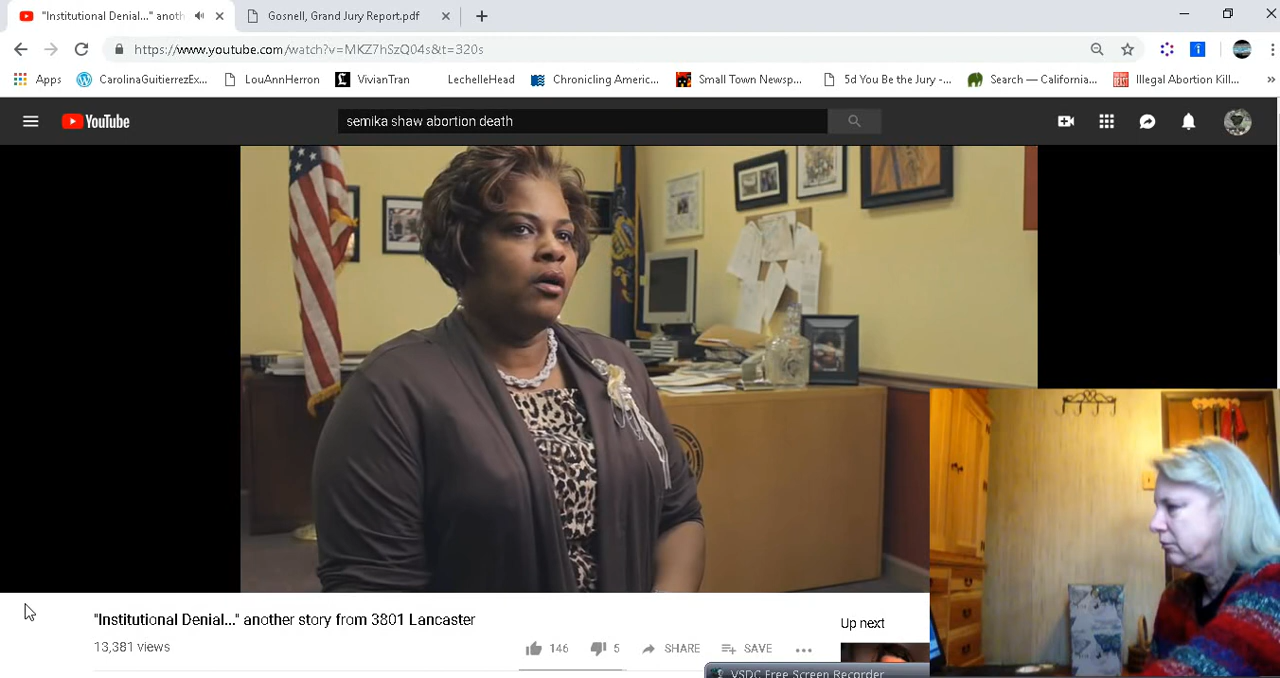 "Institutional Denial..." anoth
Gosnell, Grand Jury Report.pdf
https://www.youtube.com/watch?v=MKZ7hSzQ04s&t=320s
Apps
CarolinaGuitierrezEx...
LouAnnHerron
VivianTran
LechelleHead
Chronicling Americ...
Small Town Newsp...
5d You Be the Jury -...
Search — California...
Illegal Abortion Kill...
»
YouTube
semika shaw abortion death
"Institutional Denial..." another story from 3801 Lancaster
13,381 views
146
5
SHARE
SAVE
Up next
VSDC Free Screen Recorder